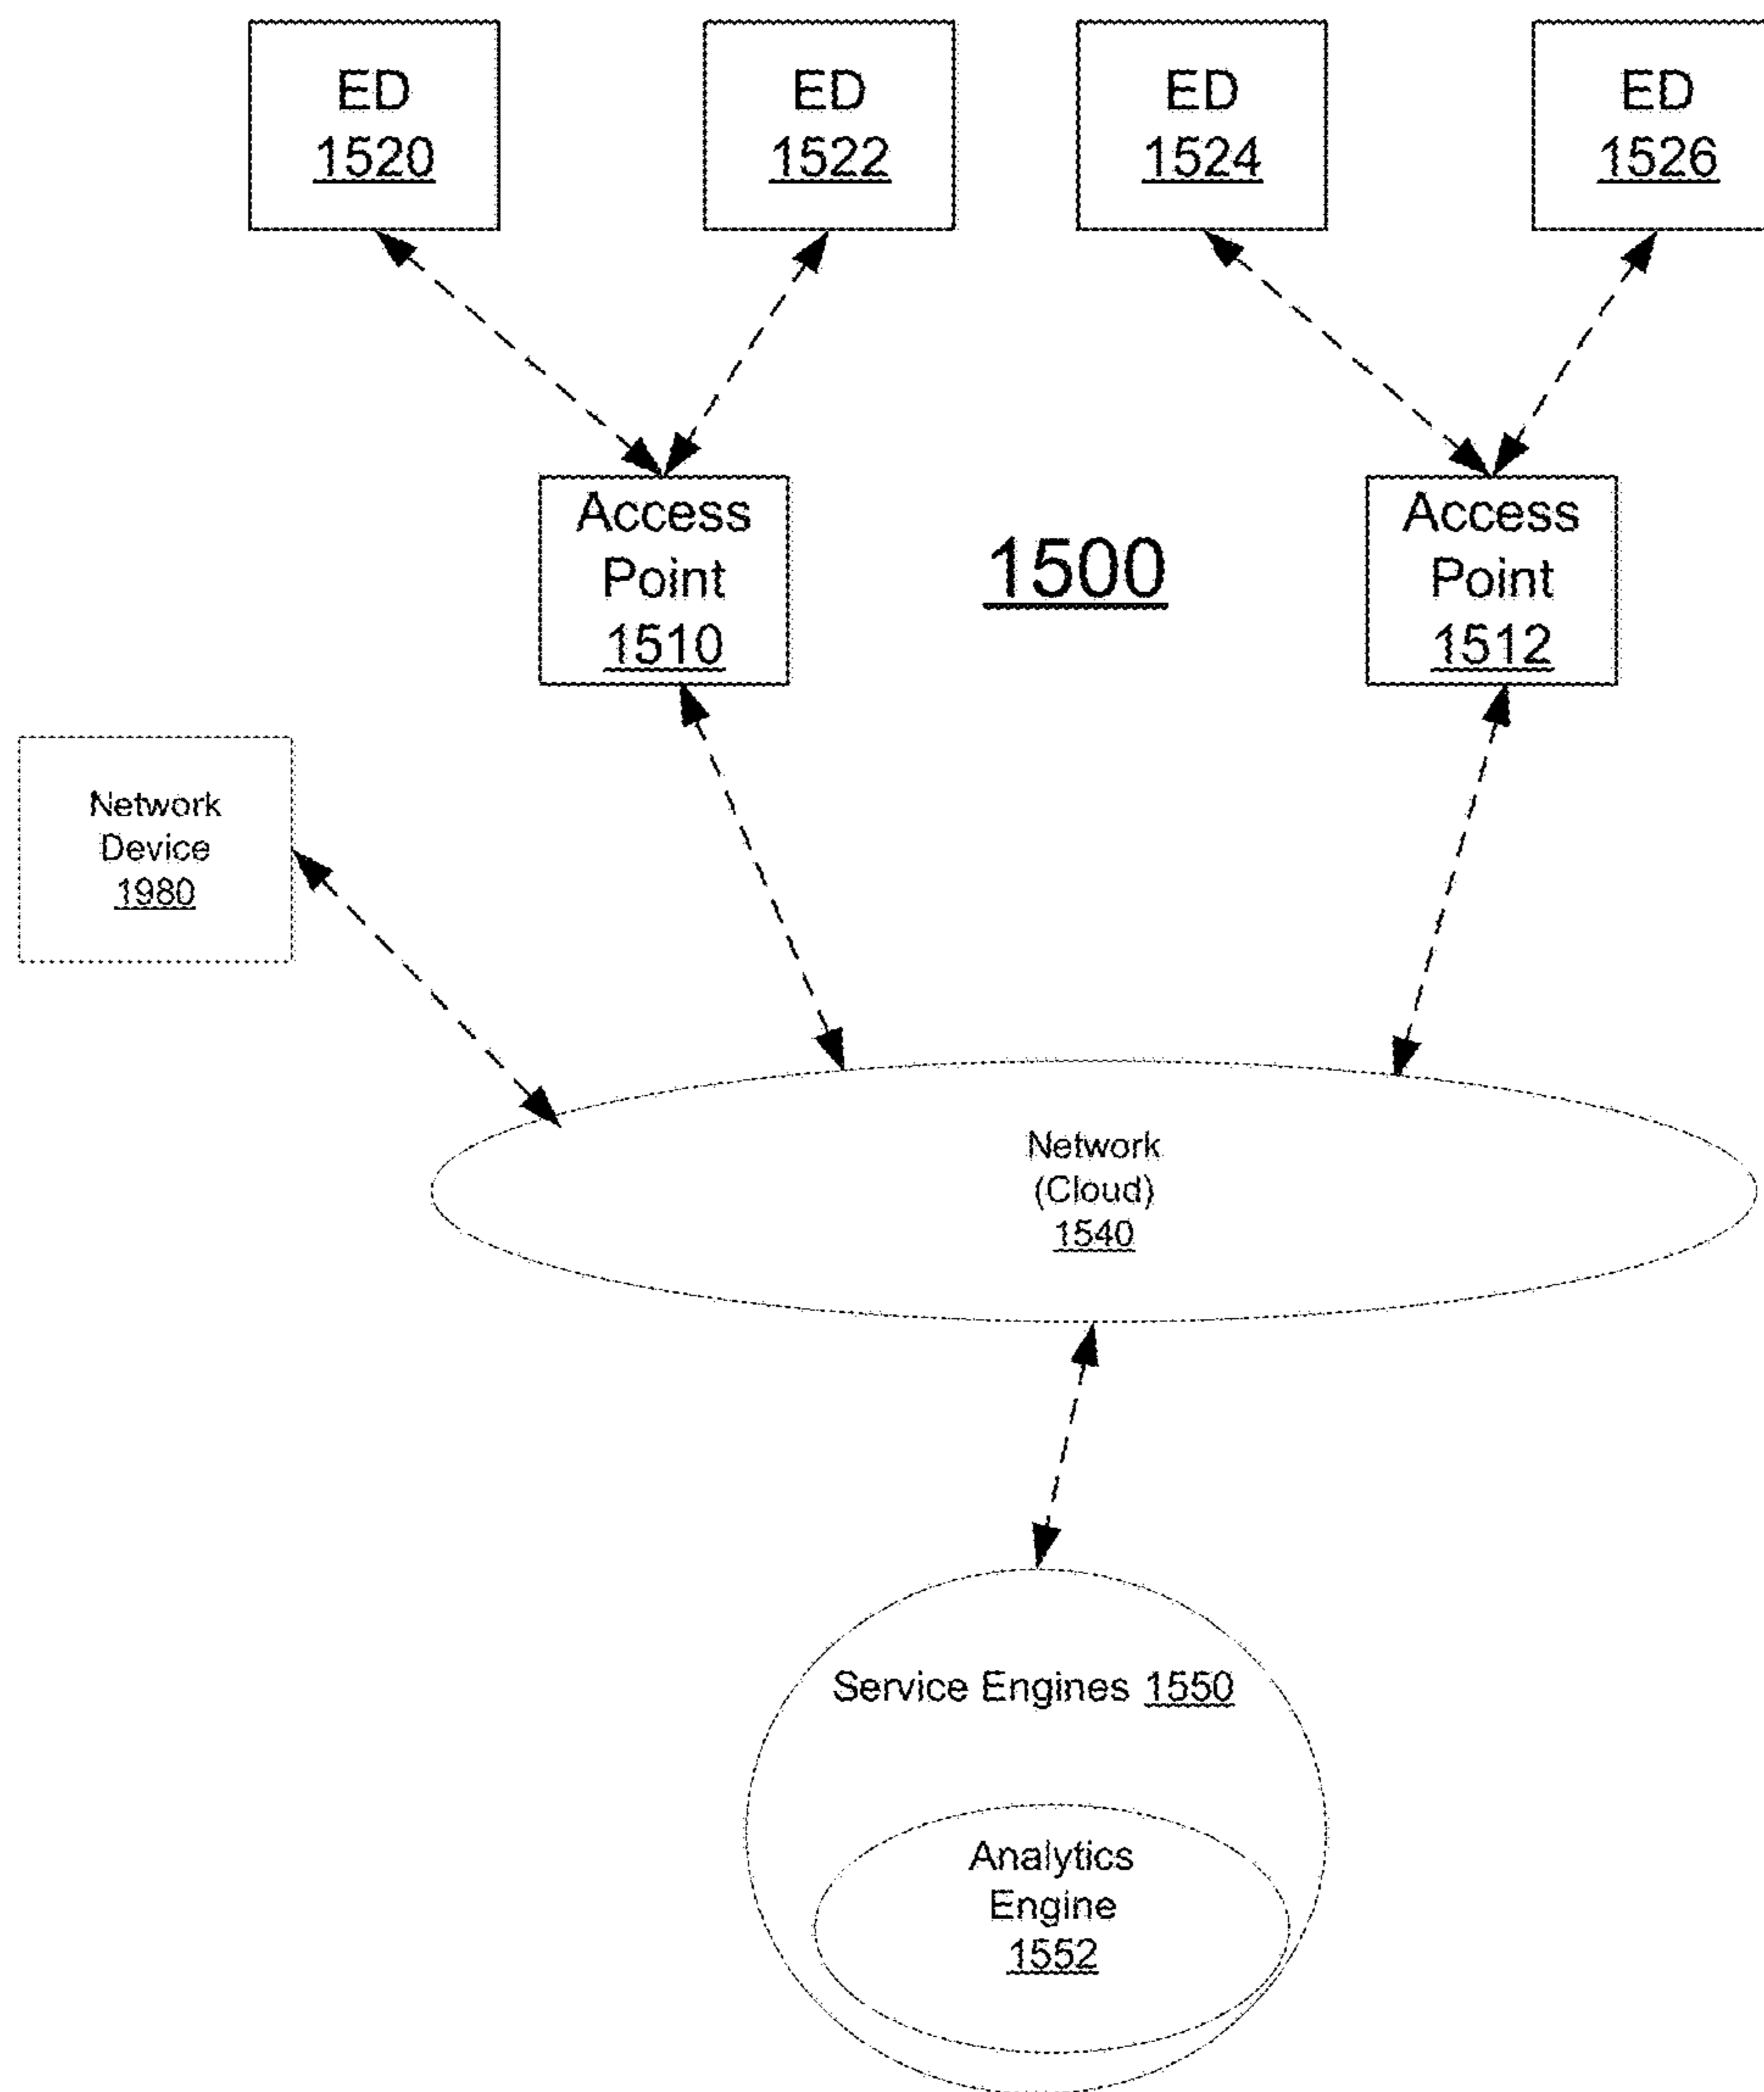 ED
1520
ED
1522
ED
1524
ED
1526
Access
Point
1510
1500
Access
Point
1512
Network
Device
1980
Network
(Cloud)
1540
Service Engines 1550
Analytics
Engine
1552